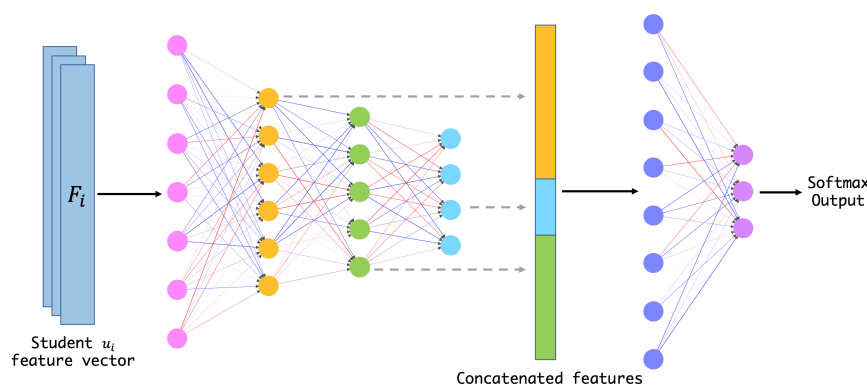 F_i
Student u_i
feature vector
Concatenated features
Softmax
Output